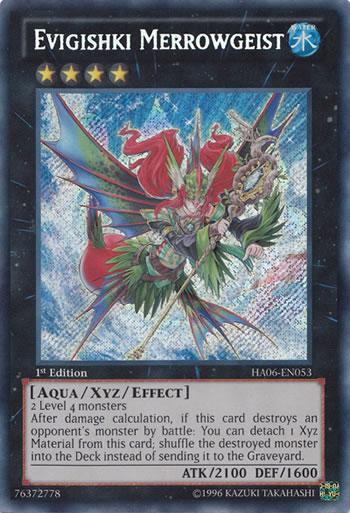 EVIGISHKI MERROWGEIST
WATER
水
1st Edition
HA06-EN053
[AQUA/XYZ/EFFECT]
2 Level 4 monsters
After damage calculation, if this card destroys an
opponent's monster by battle: You can detach 1 Xyz
Material from this card; shuffle the destroyed monster
into the Deck instead of sending it to the Graveyard.
ATK/2100 DEF/1600
76372778
©1996 KAZUKI TAKAHASHI